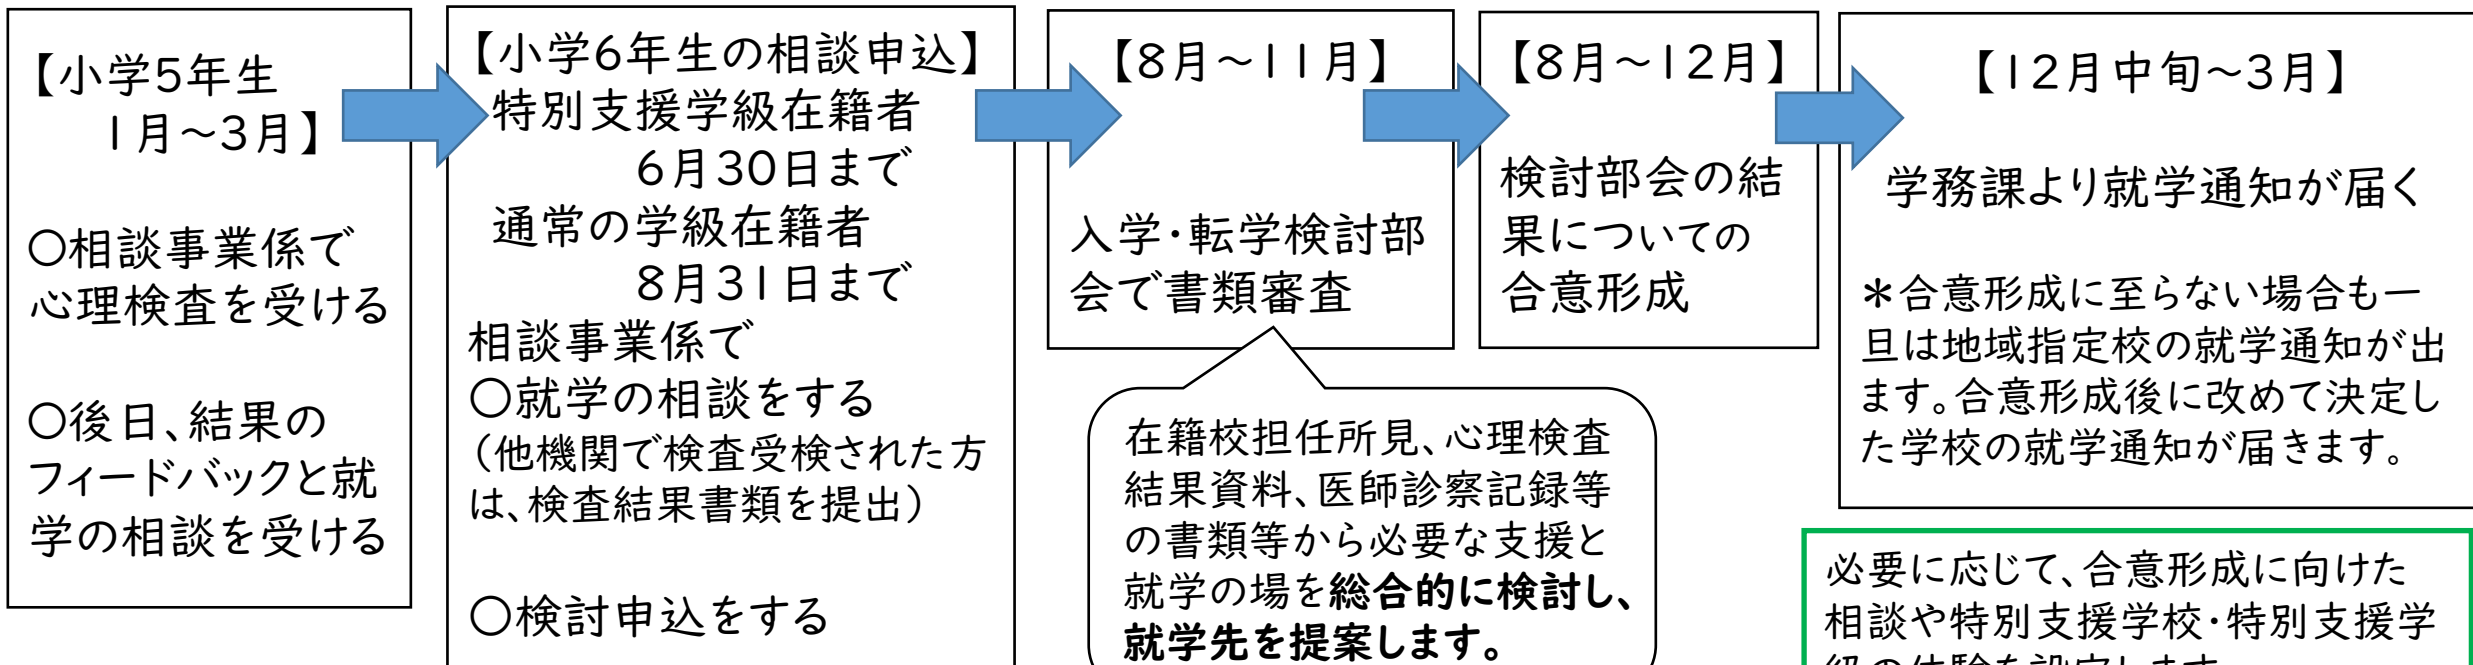 【小学5年生
1月～3月】
〇相談事業係で
心理検査を受ける
〇後日、結果の
フィードバックと就
学の相談を受ける
【小学6年生の相談申込】
特別支援学級在籍者
6月30日まで
通常の学級在籍者
8月31日まで
相談事業係で
〇就学の相談をする
（他機関で検査受検された方
は、検査結果書類を提出）
〇検討申込をする
【8月～11月】
入学・転学検討部
会で書類審査
在籍校担任所見、心理検査
結果資料、医師診察記録等
の書類等から必要な支援と
就学の場を総合的に検討し、
就学先を提案します。
【8月～12月】
検討部会の結
果についての
合意形成
【12月中旬～3月】
学務課より就学通知が届く
＊合意形成に至らない場合も一
旦は地域指定校の就学通知が出
ます。合意形成後に改めて決定し
た学校の就学通知が届きます。
必要に応じて、合意形成に向けた
相談や特別支援学校・特別支援学
級の体験を設定します